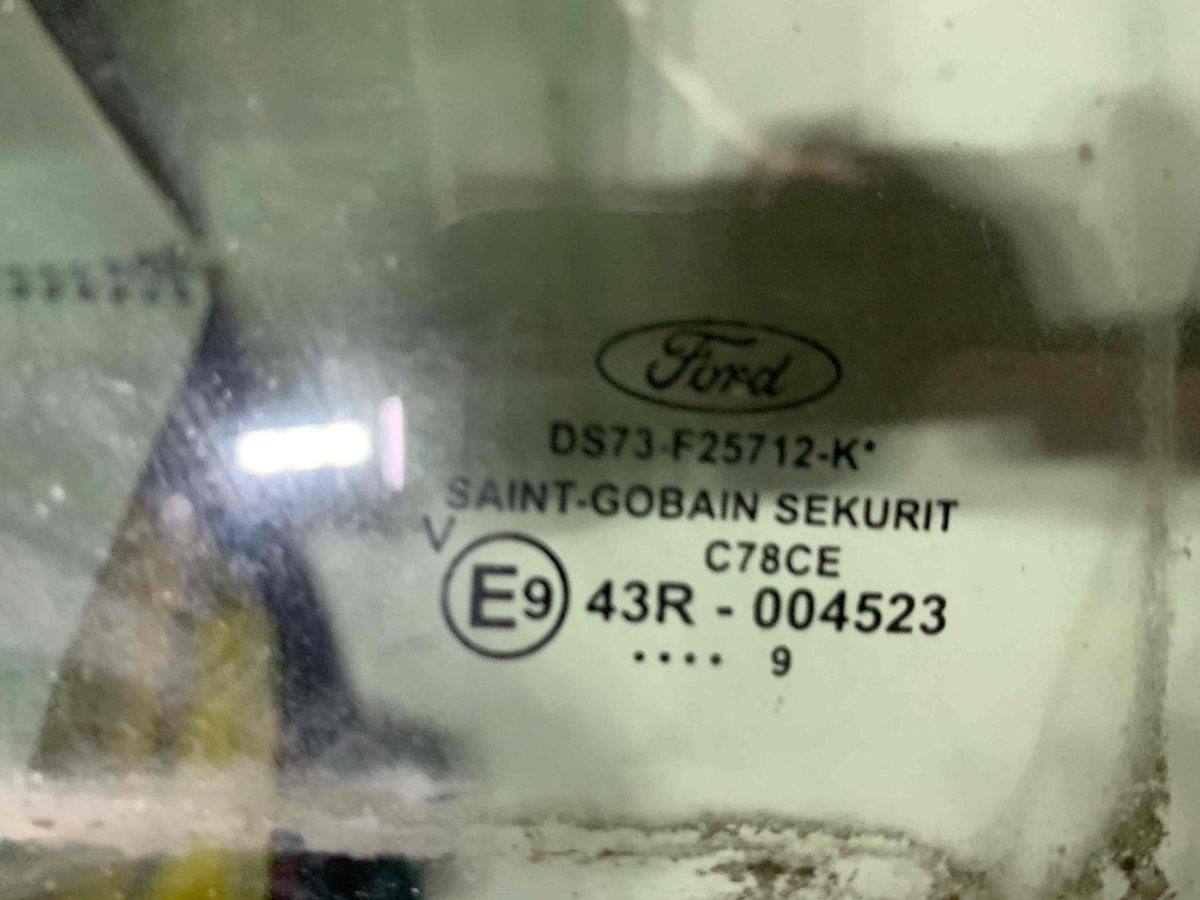 Ford
DS73-F25712-K*
SAINT-GOBAIN SEKURIT
V
C78CE
E9 43R - 004523
.... 9